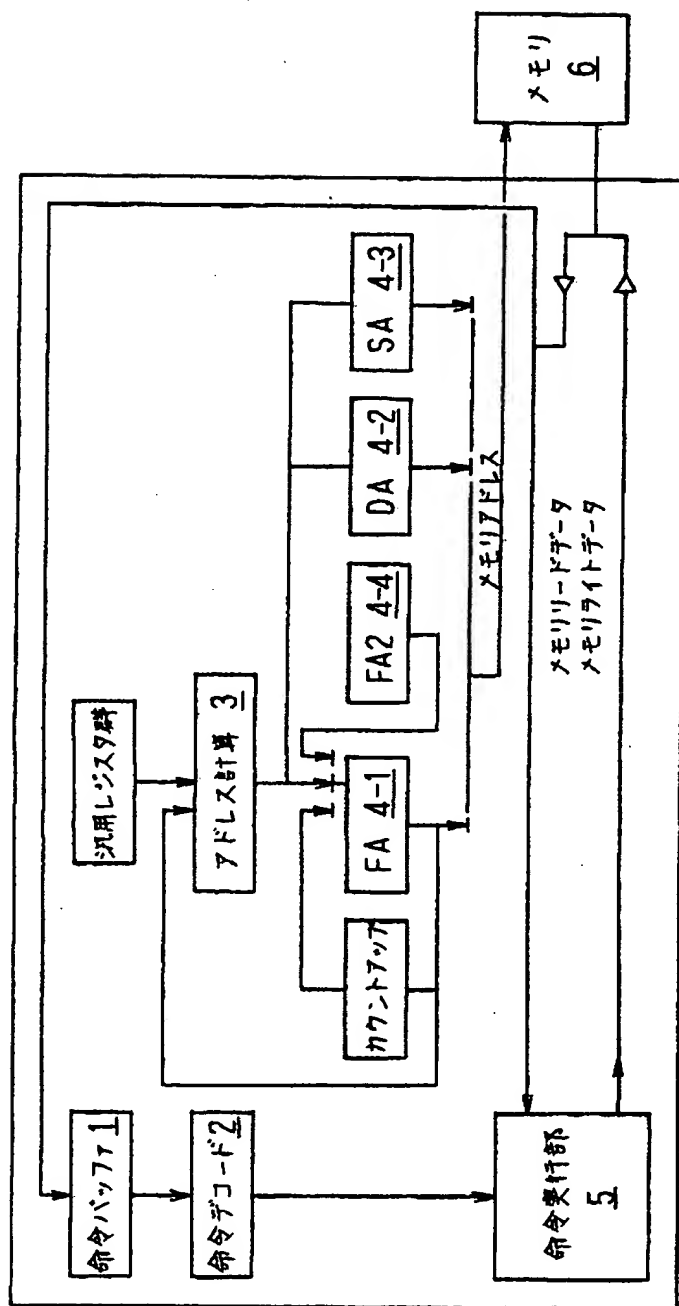 命令バッファ 1
命令デコード 2
汎用レジスタ群
アドレス計算 3
カウントアップ
FA 4-1
FA2 4-4
DA 4-2
SA 4-3
メモリアドレス
命令実行部
5
メモリリードデータ
メモリライトデータ
メモリ
6